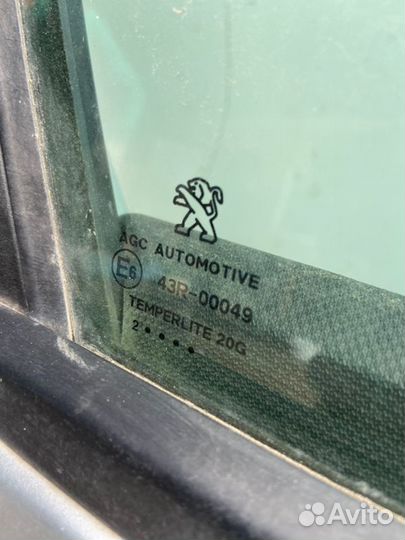 AGC AUTOMOTIVE
E6 43R-00049
TEMPERLITE 20G
2 ● ● ● ●
Avito